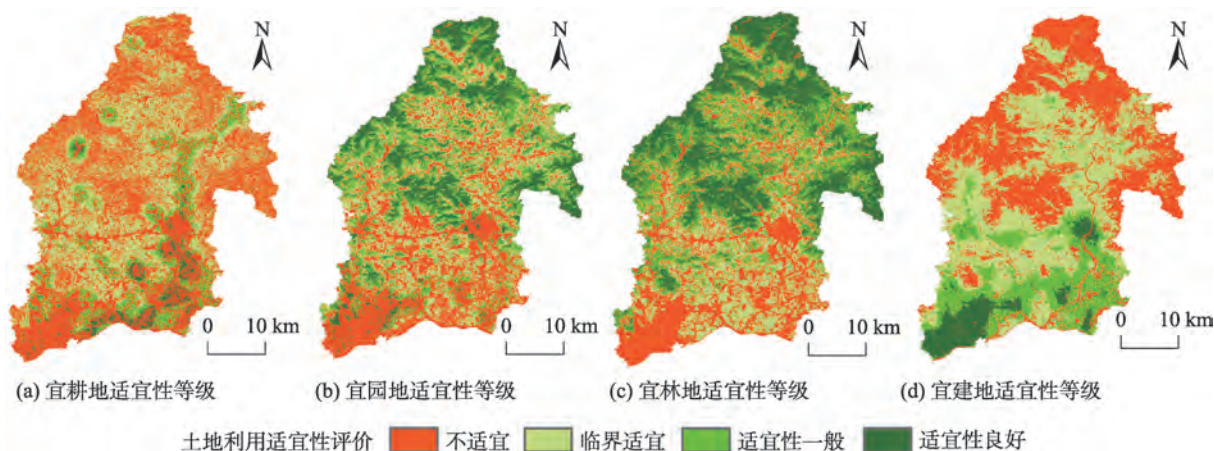 N
N
N
N
0 10 km
0 10 km
0 10 km
0 10 km
(a) 宜耕地适宜性等级
(b) 宜园地适宜性等级
(c) 宜林地适宜性等级
(d) 宜建地适宜性等级
土地利用适宜性评价 不适宜 临界适宜 适宜性一般 适宜性良好